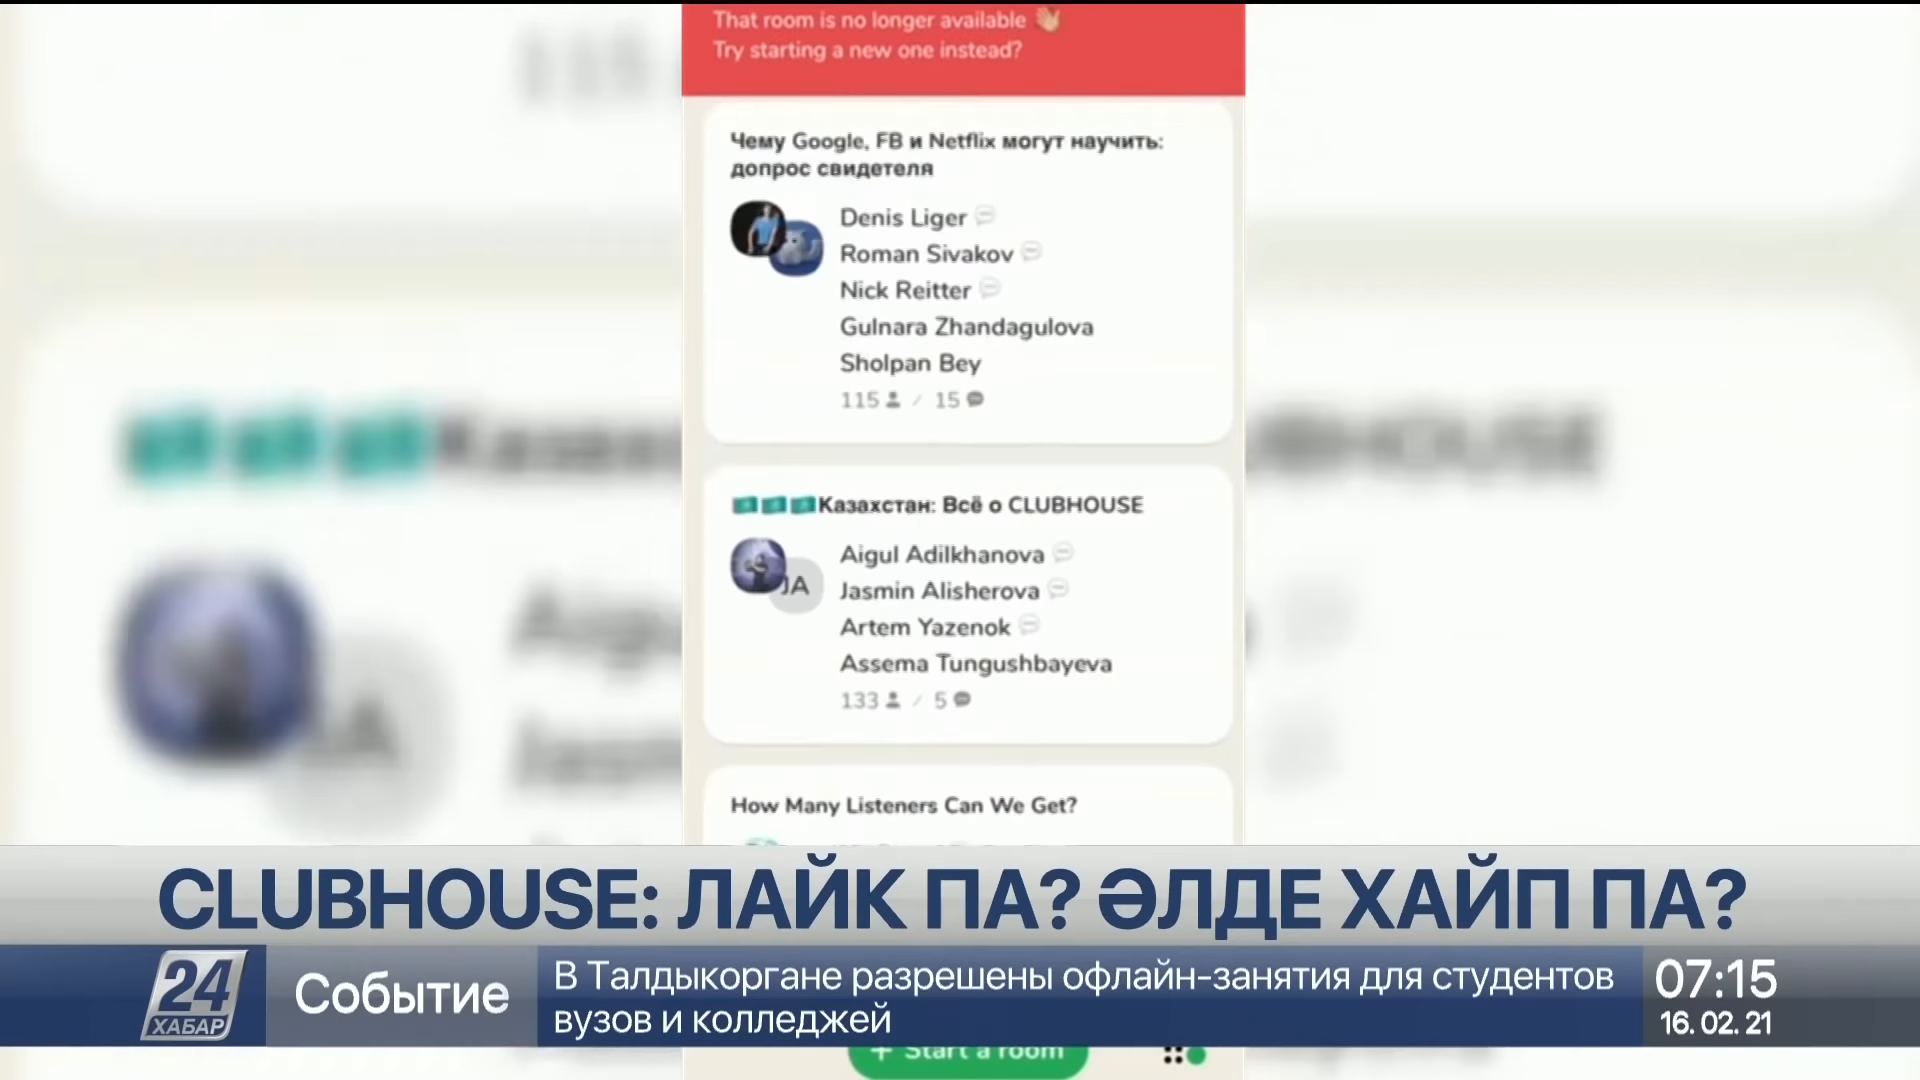 That room is no longer available
Try starting a new one instead?
Чему Google, FB и Netflix могут научить:
допрос свидетеля
Denis Liger
Roman Sivakov
Nick Reitter
Gulnara Zhandagulova
Sholpan Bey
115 / 15
Казахстан: Всё о CLUBHOUSE
JA
Aigul Adilkhanova
Jasmin Alisherova
Artem Yazenok
Assema Tungushbayeva
133 / 5
How Many Listeners Can We Get?
CLUBHOUSE: ЛАЙК ПА? ӘЛДЕ ХАЙП ПА?
24
ХАБАР
Событие
В Талдыкоргане разрешены офлайн-занятия для студентов
вузов и колледжей
07:15
16. 02. 21
+ Start a room